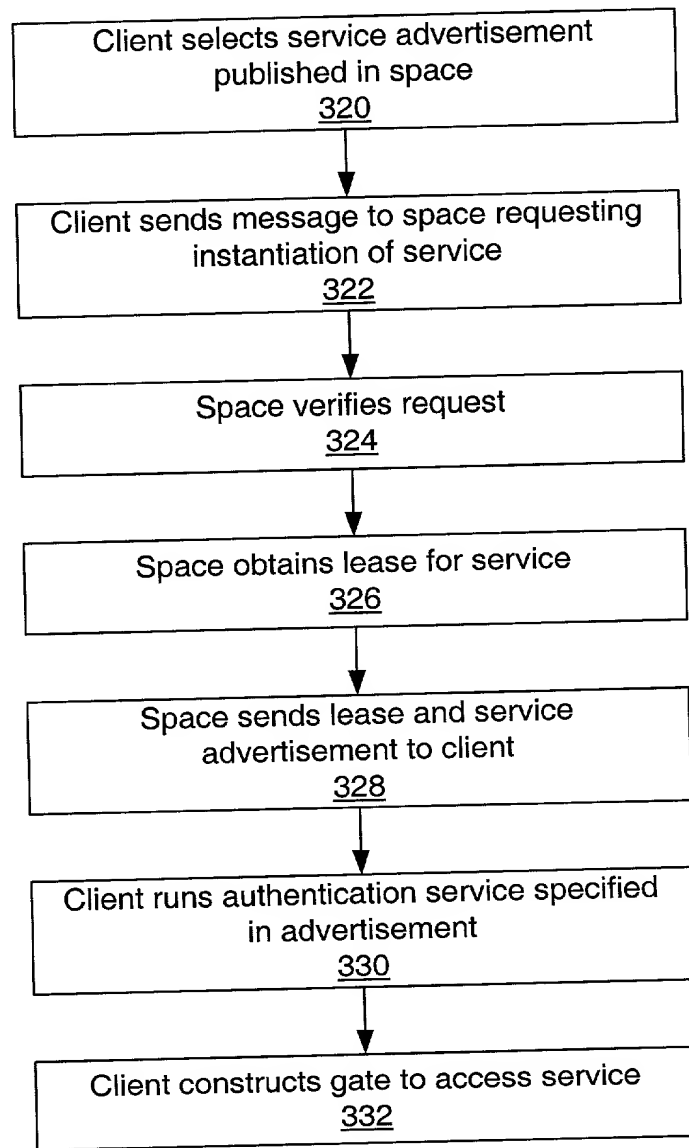 Client selects service advertisement
published in space
320
Client sends message to space requesting
instantiation of service
322
Space verifies request
324
Space obtains lease for service
326
Space sends lease and service
advertisement to client
328
Client runs authentication service specified
in advertisement
330
Client constructs gate to access service
332